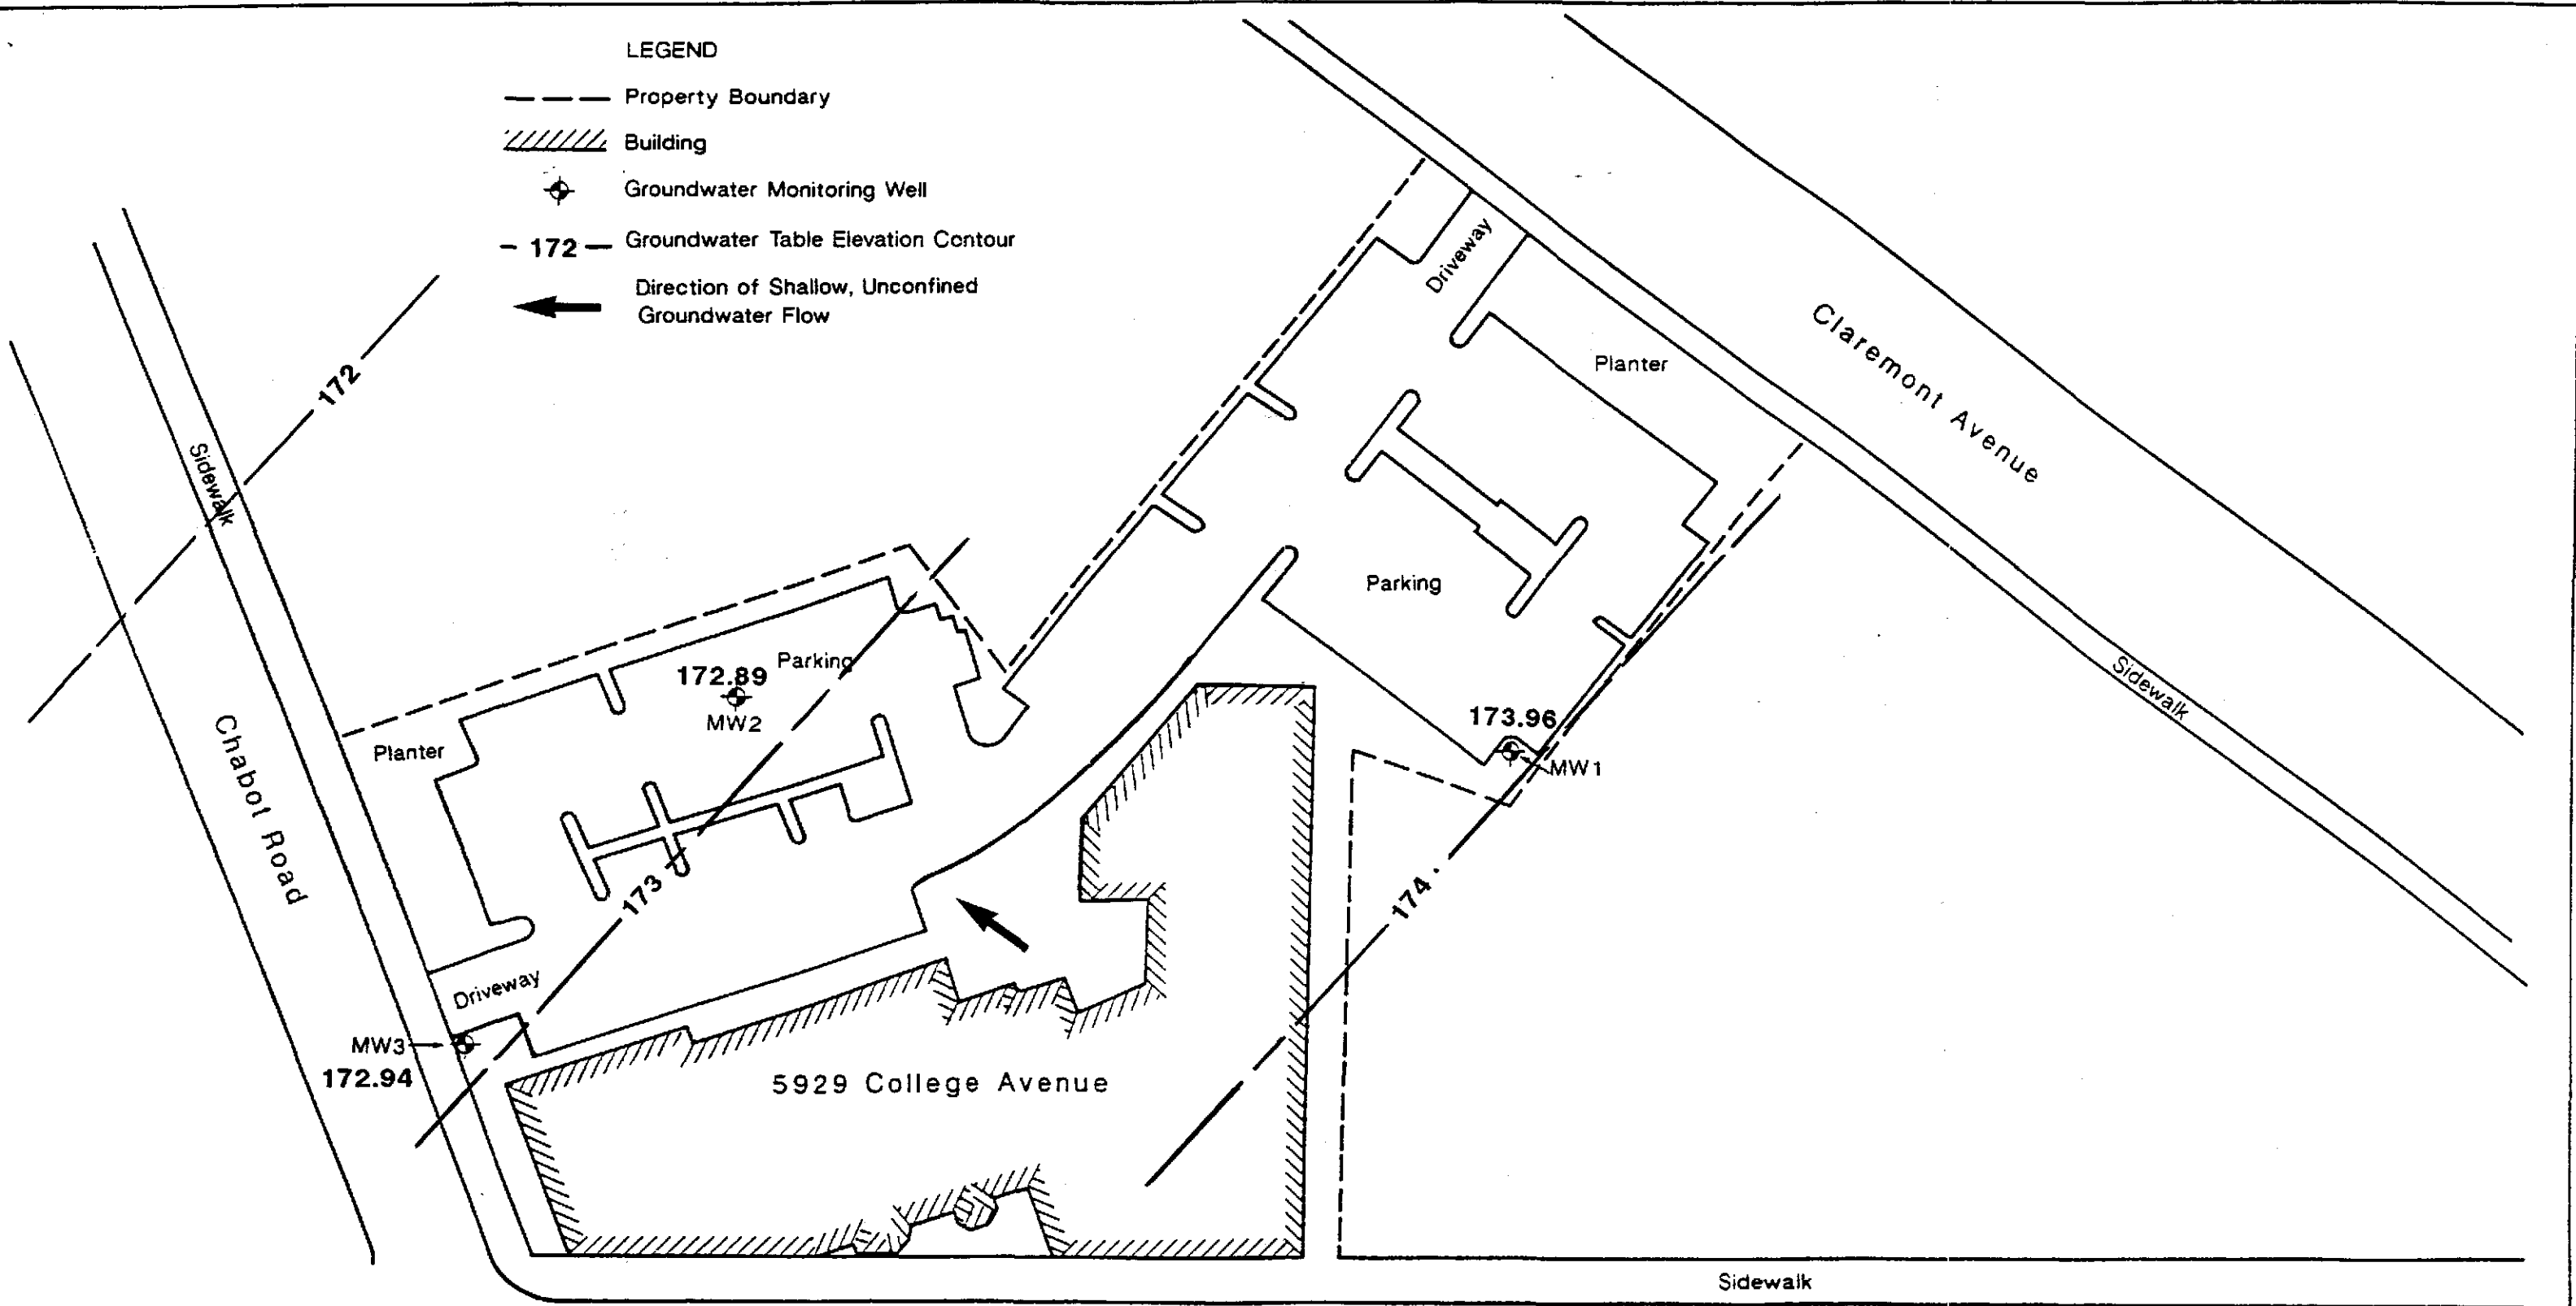 LEGEND
Property Boundary
Building
Groundwater Monitoring Well
- 172 — Groundwater Table Elevation Contour
Direction of Shallow, Unconfined
Groundwater Flow
Driveway
Claremont Avenue
Planter
172
Sidewalk
Parking
Parking
172.89
MW2
Sidewalk
173.96
MW1
Planter
Chabot Road
173
174
Driveway
MW3
172.94
5929 College Avenue
Sidewalk